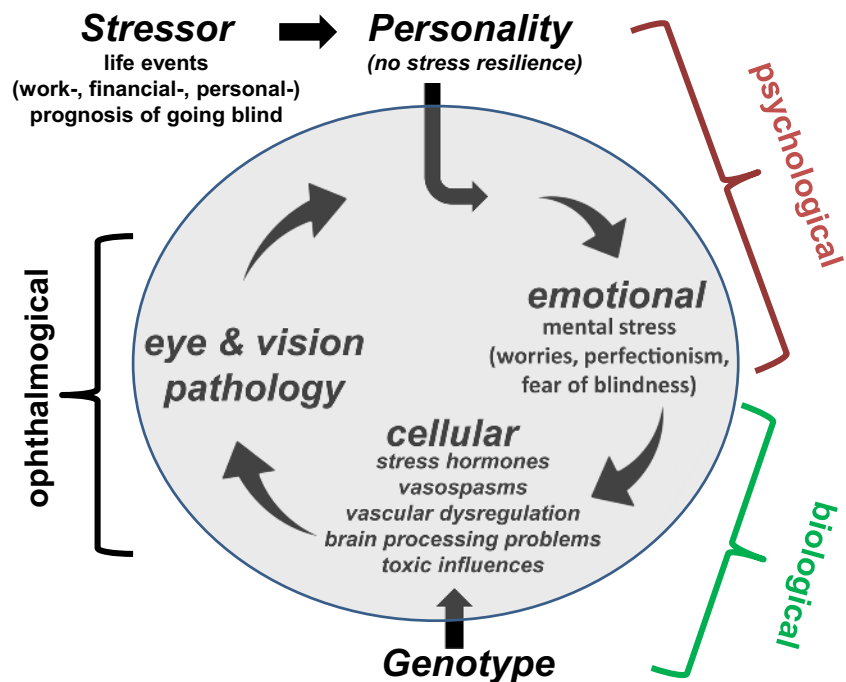 Stressor
life events
(work-, financial-, personal-)
prognosis of going blind
Personality
(no stress resilience)
psychological
emotional
mental stress
(worries, perfectionism,
fear of blindness)
eye & vision
pathology
ophthalmogical
cellular
stress hormones
vasospasms
vascular dysregulation
brain processing problems
toxic influences
biological
Genotype